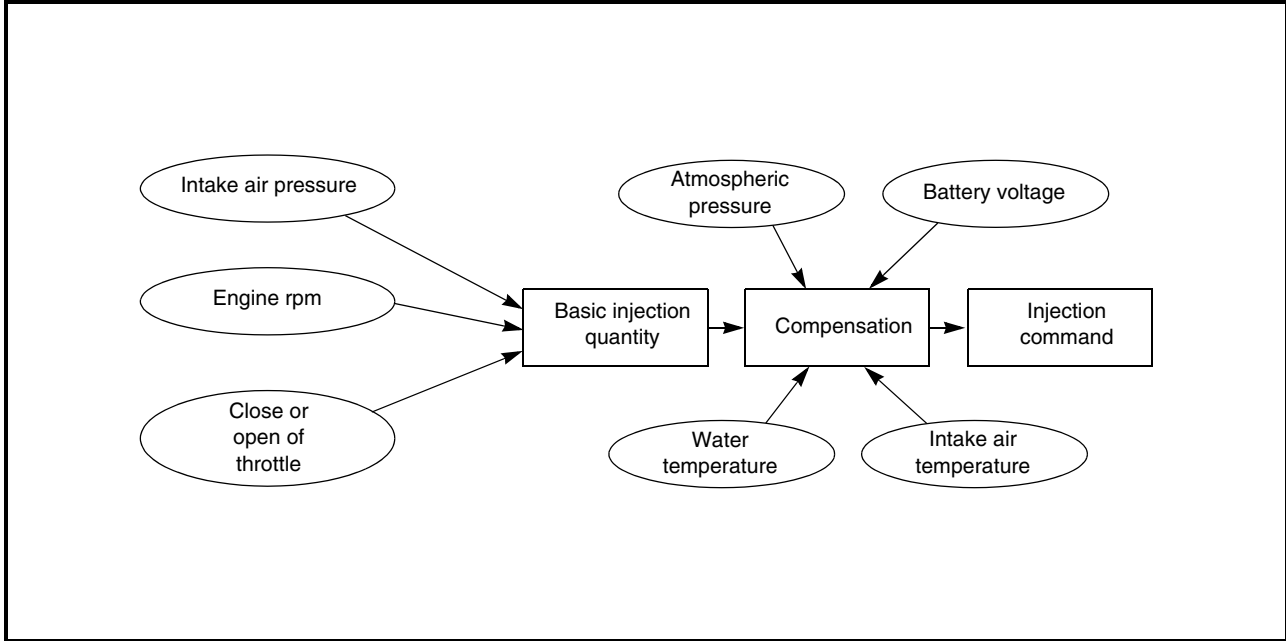 Intake air pressure
Engine rpm
Close or
open of
throttle
Basic injection
quantity
Atmospheric
pressure
Battery voltage
Compensation
Water
temperature
Intake air
temperature
Injection
command